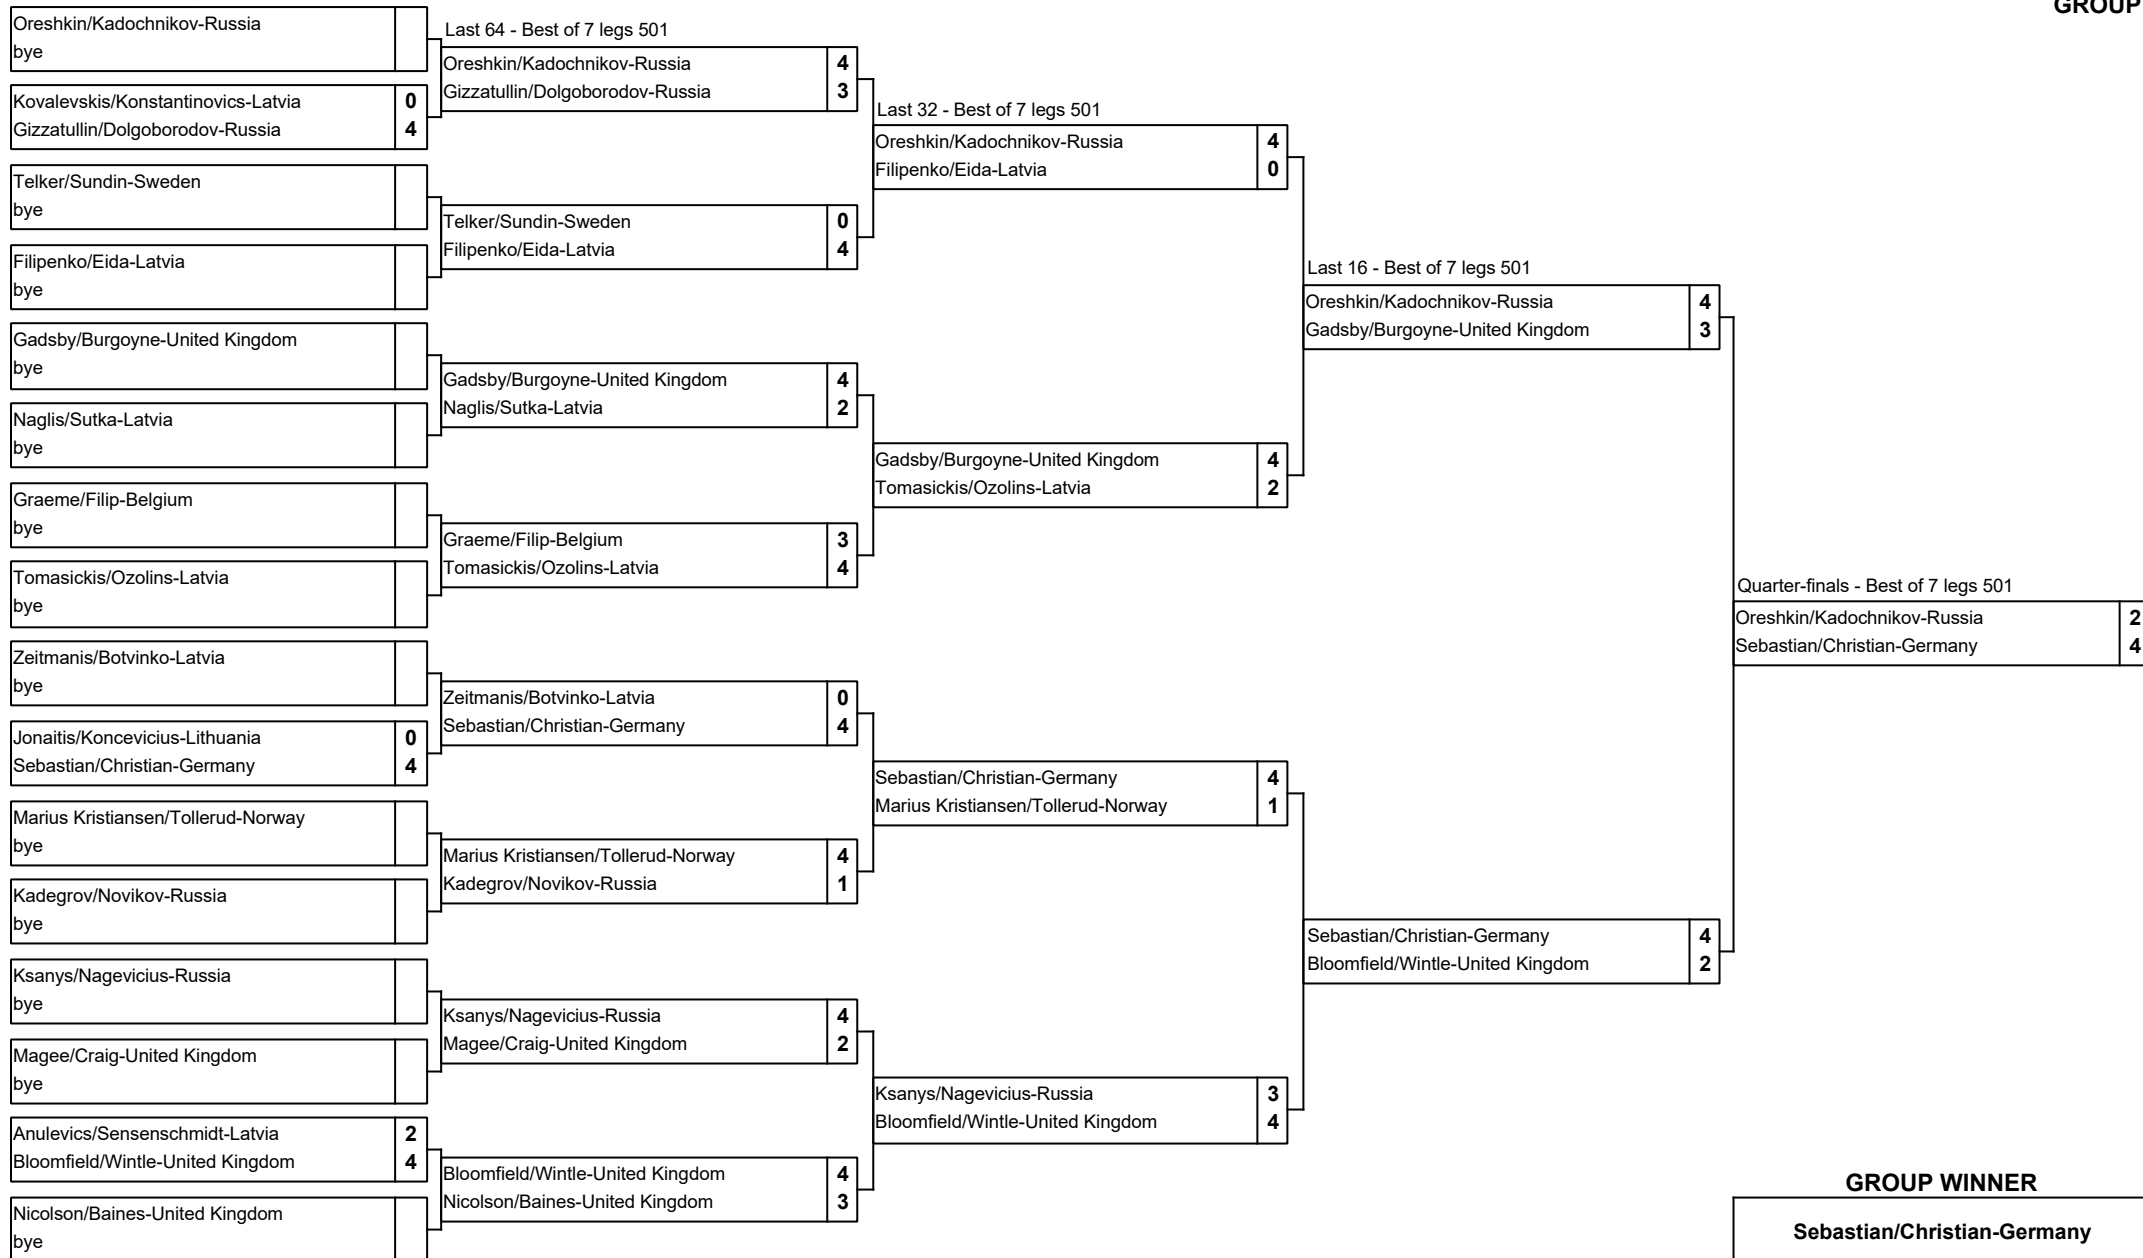 GROUP
Oreshkin/Kadochnikov-Russia
bye
Kovalevskis/Konstantinovics-Latvia 0
Gizzatullin/Dolgoborodov-Russia 4
Telker/Sundin-Sweden
bye
Filipenko/Eida-Latvia
bye
Gadsby/Burgoyne-United Kingdom
bye
Naglis/Sutka-Latvia
bye
Graeme/Filip-Belgium
bye
Tomasickis/Ozolins-Latvia
bye
Zeitmanis/Botvinko-Latvia
bye
Jonaitis/Koncevicius-Lithuania 0
Sebastian/Christian-Germany 4
Marius Kristiansen/Tollerud-Norway
bye
Kadegrov/Novikov-Russia
bye
Ksanys/Nagevicius-Russia
bye
Magee/Craig-United Kingdom
bye
Anulevics/Sensenschmidt-Latvia 2
Bloomfield/Wintle-United Kingdom 4
Nicolson/Baines-United Kingdom
bye
Last 64 - Best of 7 legs 501
Oreshkin/Kadochnikov-Russia 4
Gizzatullin/Dolgoborodov-Russia 3
Telker/Sundin-Sweden 0
Filipenko/Eida-Latvia 4
Gadsby/Burgoyne-United Kingdom 4
Naglis/Sutka-Latvia 2
Graeme/Filip-Belgium 3
Tomasickis/Ozolins-Latvia 4
Zeitmanis/Botvinko-Latvia 0
Sebastian/Christian-Germany 4
Marius Kristiansen/Tollerud-Norway 4
Kadegrov/Novikov-Russia 1
Ksanys/Nagevicius-Russia 4
Magee/Craig-United Kingdom 2
Bloomfield/Wintle-United Kingdom 4
Nicolson/Baines-United Kingdom 3
Last 32 - Best of 7 legs 501
Oreshkin/Kadochnikov-Russia 4
Filipenko/Eida-Latvia 0
Gadsby/Burgoyne-United Kingdom 4
Tomasickis/Ozolins-Latvia 2
Sebastian/Christian-Germany 4
Marius Kristiansen/Tollerud-Norway 1
Ksanys/Nagevicius-Russia 3
Bloomfield/Wintle-United Kingdom 4
Last 16 - Best of 7 legs 501
Oreshkin/Kadochnikov-Russia 4
Gadsby/Burgoyne-United Kingdom 3
Sebastian/Christian-Germany 4
Bloomfield/Wintle-United Kingdom 2
Quarter-finals - Best of 7 legs 501
Oreshkin/Kadochnikov-Russia 2
Sebastian/Christian-Germany 4
GROUP WINNER
Sebastian/Christian-Germany